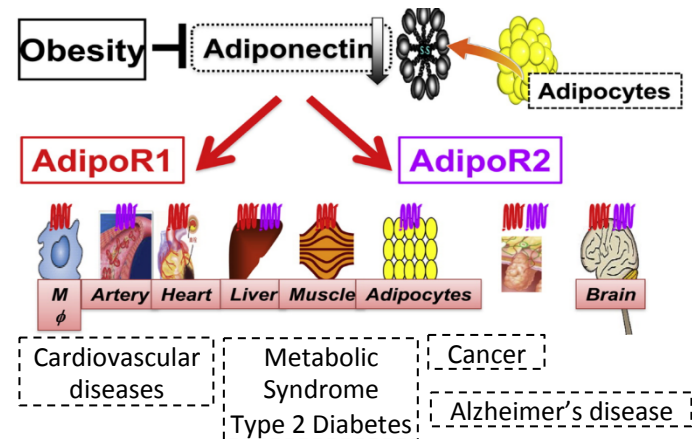 Obesity
Adiponectin
S S
Adipocytes
AdipoR1
AdipoR2
M
ϕ
Artery
Heart
Liver
Muscle
Adipocytes
Brain
Cardiovascular
diseases
Metabolic
Syndrome
Type 2 Diabetes
Cancer
Alzheimer’s disease